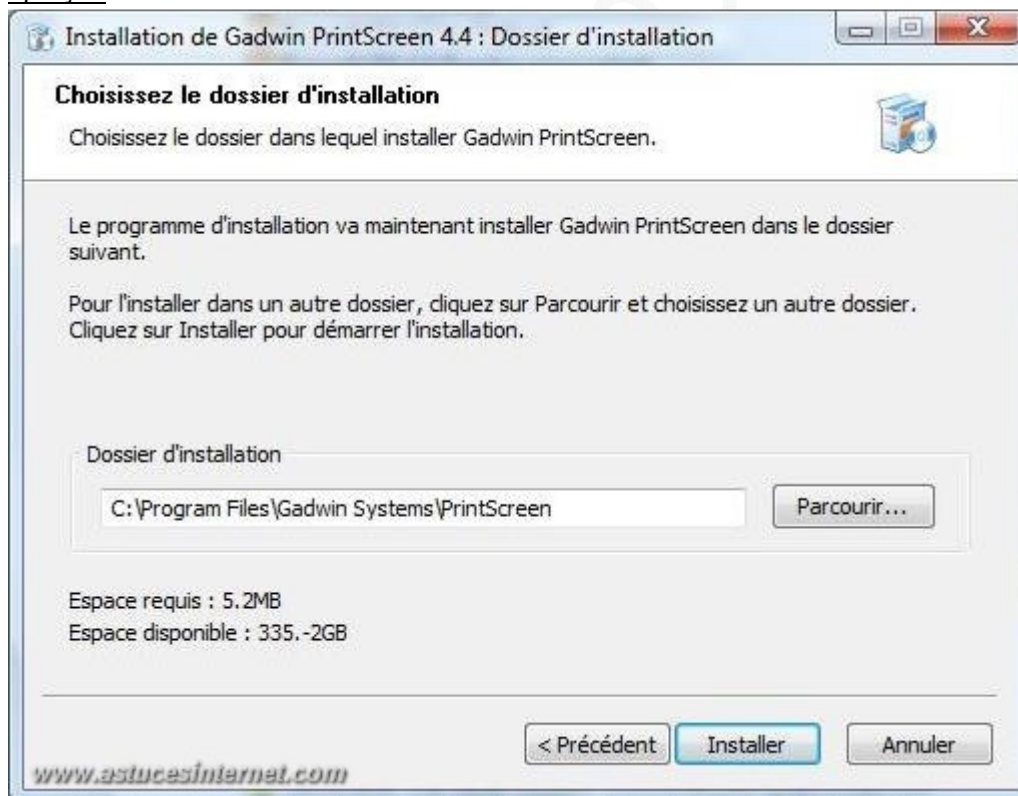 Installation de Gadwin PrintScreen 4.4 : Dossier d'installation
Choisissez le dossier d'installation
Choisissez le dossier dans lequel installer Gadwin PrintScreen.
Le programme d'installation va maintenant installer Gadwin PrintScreen dans le dossier
suivant.
Pour l'installer dans un autre dossier, cliquez sur Parcourir et choisissez un autre dossier.
Cliquez sur Installer pour démarrer l'installation.
Dossier d'installation
C:\Program Files\Gadwin Systems\PrintScreen
Parcourir...
Espace requis : 5.2MB
Espace disponible : 335.-2GB
< Précédent
Installer
Annuler
www.astucesinternet.com